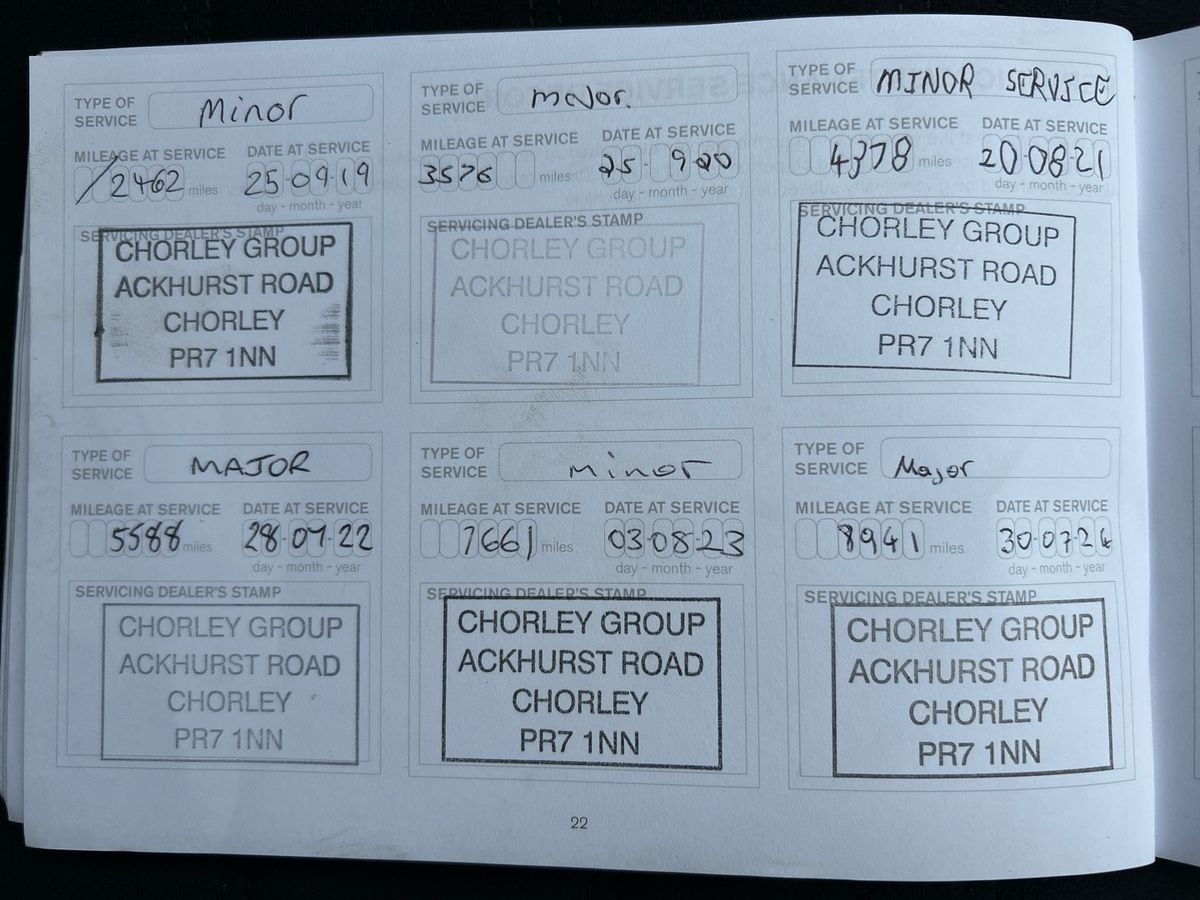 TYPE OF SERVICE Minor
MILEAGE AT SERVICE DATE AT SERVICE
/2462 miles 25-09-19
day - month - year
SERVICING DEALER'S STAMP
CHORLEY GROUP
ACKHURST ROAD
CHORLEY
PR7 1NN
TYPE OF SERVICE major.
MILEAGE AT SERVICE DATE AT SERVICE
3576 miles 25 - 9-20
day - month - year
SERVICING DEALER'S STAMP
CHORLEY GROUP
ACKHURST ROAD
CHORLEY
PR7 1NN
TYPE OF SERVICE MINOR SERVICE
MILEAGE AT SERVICE DATE AT SERVICE
4378 miles 20-08-21
day - month - year
SERVICING DEALER'S STAMP
CHORLEY GROUP
ACKHURST ROAD
CHORLEY
PR7 1NN
TYPE OF SERVICE MAJOR
MILEAGE AT SERVICE DATE AT SERVICE
5588 miles 28-07-22
day - month - year
SERVICING DEALER'S STAMP
CHORLEY GROUP
ACKHURST ROAD
CHORLEY
PR7 1NN
TYPE OF SERVICE minor
MILEAGE AT SERVICE DATE AT SERVICE
7661 miles 03-08-23
day - month - year
SERVICING DEALER'S STAMP
CHORLEY GROUP
ACKHURST ROAD
CHORLEY
PR7 1NN
TYPE OF SERVICE Major
MILEAGE AT SERVICE DATE AT SERVICE
8941 miles 30-07-24
day - month - year
SERVICING DEALER'S STAMP
CHORLEY GROUP
ACKHURST ROAD
CHORLEY
PR7 1NN
22